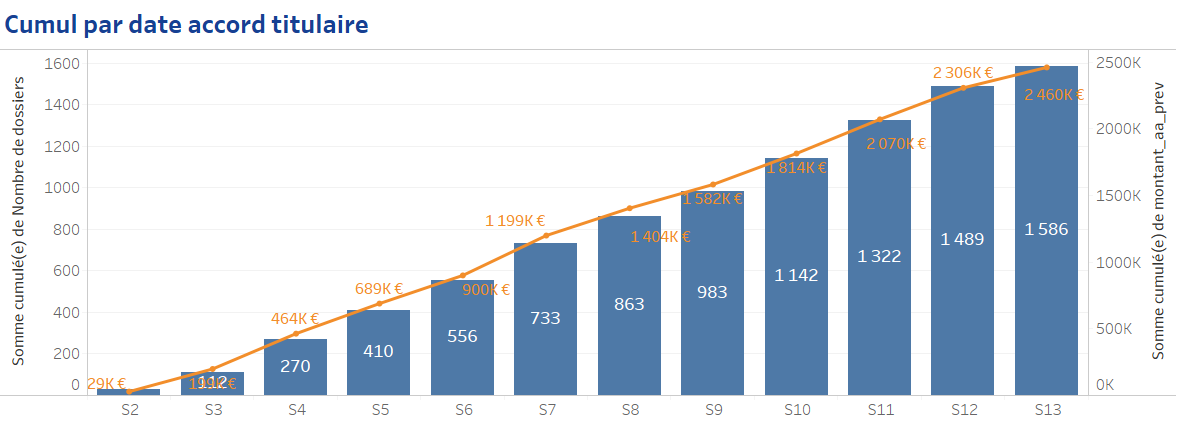 Cumul par date accord titulaire
Somme cumulé(e) de Nombre de dossiers
1600
1400
1200
1000
800
600
400
200
0
29K €
199K €
464K €
689K €
900K €
1 199K €
1 404K €
1 582K €
1 814K €
2 070K €
2 306K €
2 460K €
112
270
410
556
733
863
983
1 142
1 322
1 489
1 586
2500K
2000K
1500K
1000K
500K
0K
Somme cumulé(e) de montant_aa_prev
S2 S3 S4 S5 S6 S7 S8 S9 S10 S11 S12 S13